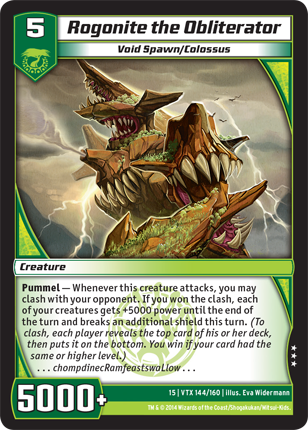 5
Rogonite the Obliterator
Void Spawn/Colossus
Creature
Pummel — Whenever this creature attacks, you may
clash with your opponent. If you win the clash, each
of your creatures gets +5000 power until the end
of the turn and breaks an additional shield this turn. (To
clash, each player reveals the top card of his or her deck,
then puts it on the bottom. You win if your card had the
same or higher level.)
. . . chompdinecRamfeastswaLLow . . .
5000+
15 | VTX 144/160 | illus. Eva Widermann
TM & © 2014 Wizards of the Coast/Shogakukan/Mitsui-Kids.